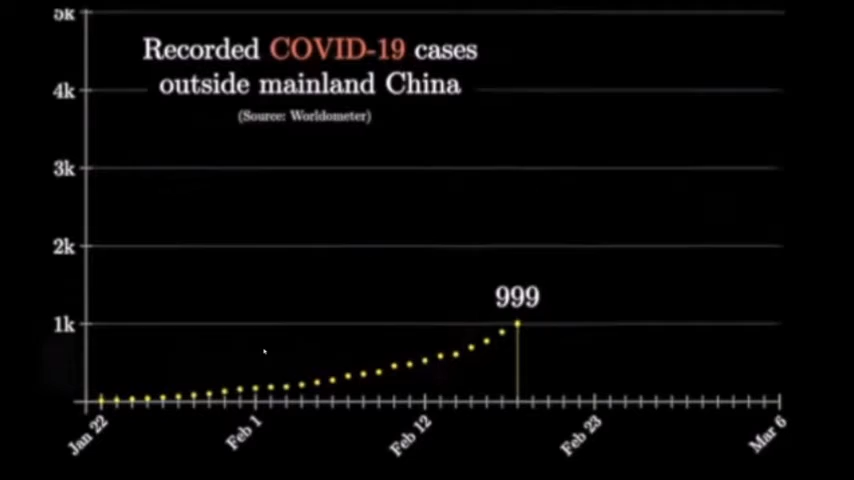 5k
Recorded COVID-19 cases
outside mainland China
(Source: Worldometer)
4k
3k
2k
999
1k
Jan 22
Feb 1
Feb 12
Feb 23
Mar 6